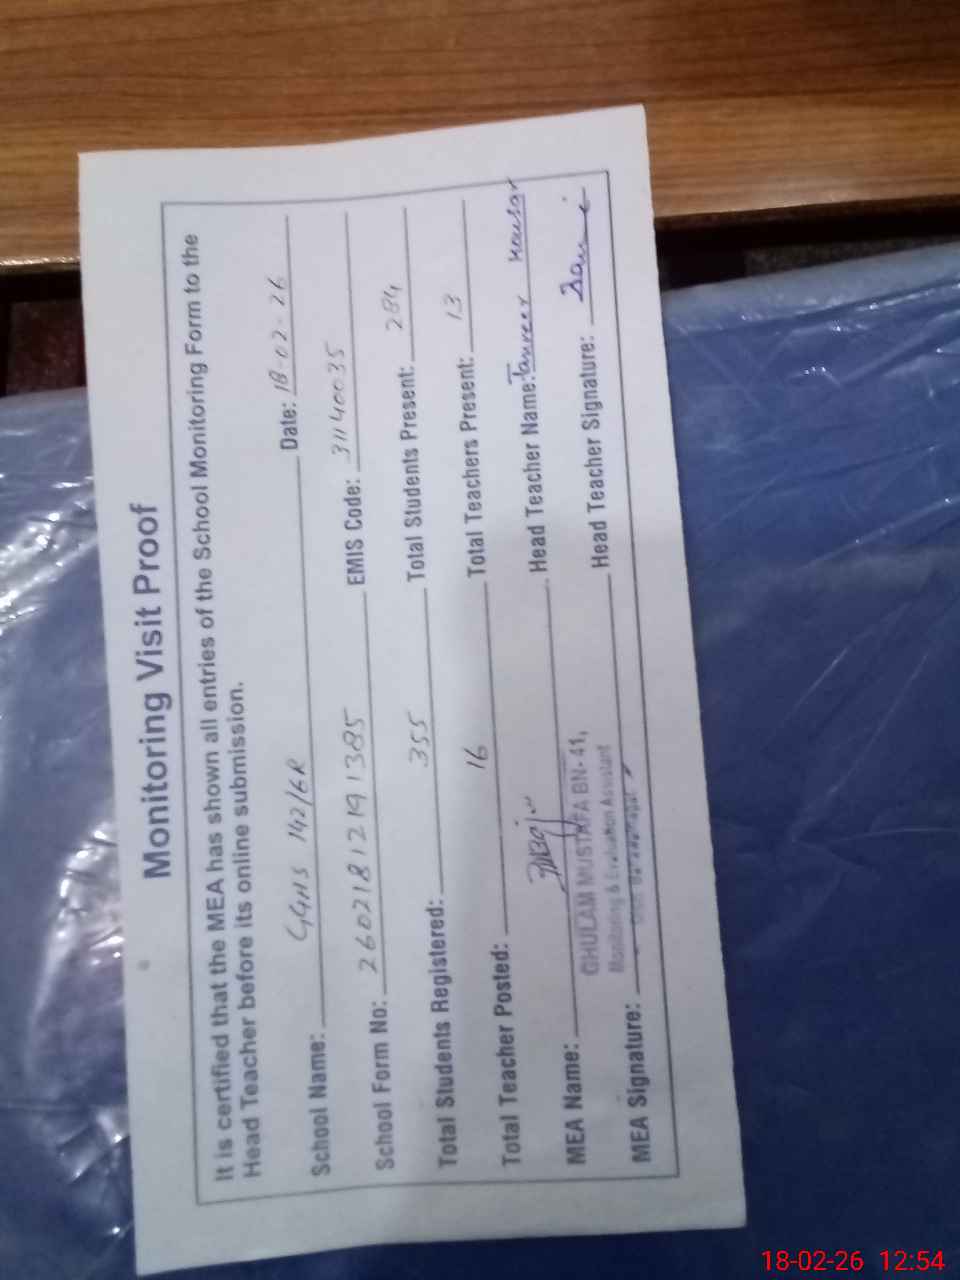 Monitoring Visit Proof
It is certified that the MEA has shown all entries of the School Monitoring Form to the
Head Teacher before its online submission.
School Name: GGHS 142/6R Date: 18-02-26
School Form No: 26021812191385 EMIS Code: 31140035
Total Students Registered: 355 Total Students Present: 284
Total Teacher Posted: 16 Total Teachers Present: 13
MEA Name: Head Teacher Name: Tanveer Kousar
GHULAM MUSTAFA BN-41,
Monitoring & Evaluation Assistant
MEA Signature: Head Teacher Signature:
18-02-26 12:54